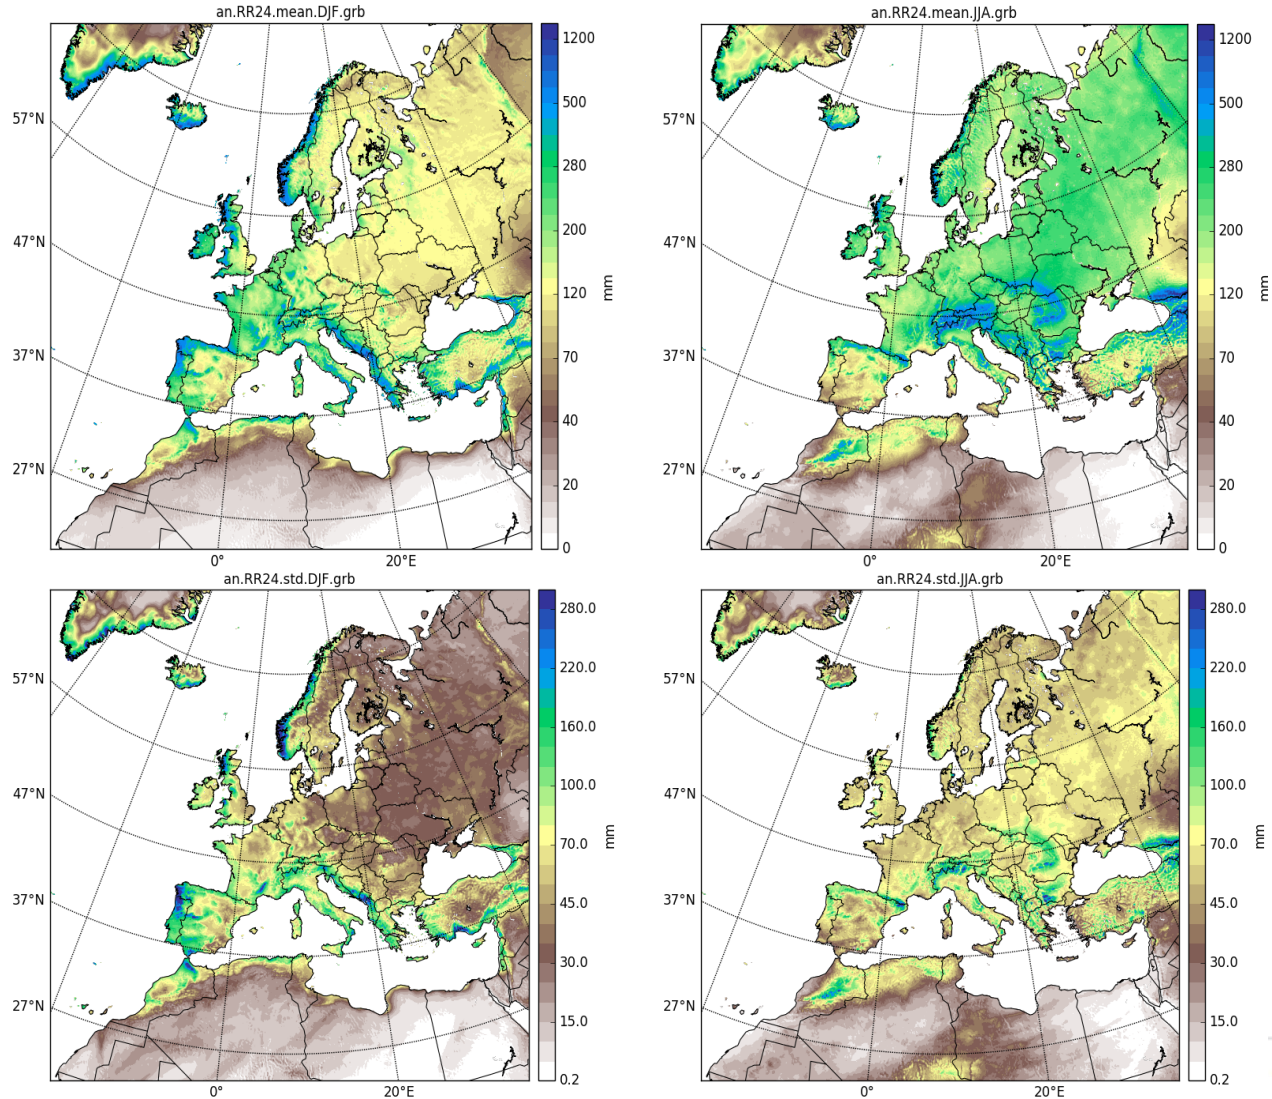 an.RR24.mean.DJF.grb
57°N
47°N
37°N
27°N
0°
20°E
1200
500
280
200
120
70
40
20
0
mm
an.RR24.mean.JJA.grb
57°N
47°N
37°N
27°N
0°
20°E
1200
500
280
200
120
70
40
20
0
mm
an.RR24.std.DJF.grb
57°N
47°N
37°N
27°N
0°
20°E
280.0
220.0
160.0
100.0
70.0
45.0
30.0
15.0
0.2
mm
an.RR24.std.JJA.grb
57°N
47°N
37°N
27°N
0°
20°E
280.0
220.0
160.0
100.0
70.0
45.0
30.0
15.0
0.2
mm